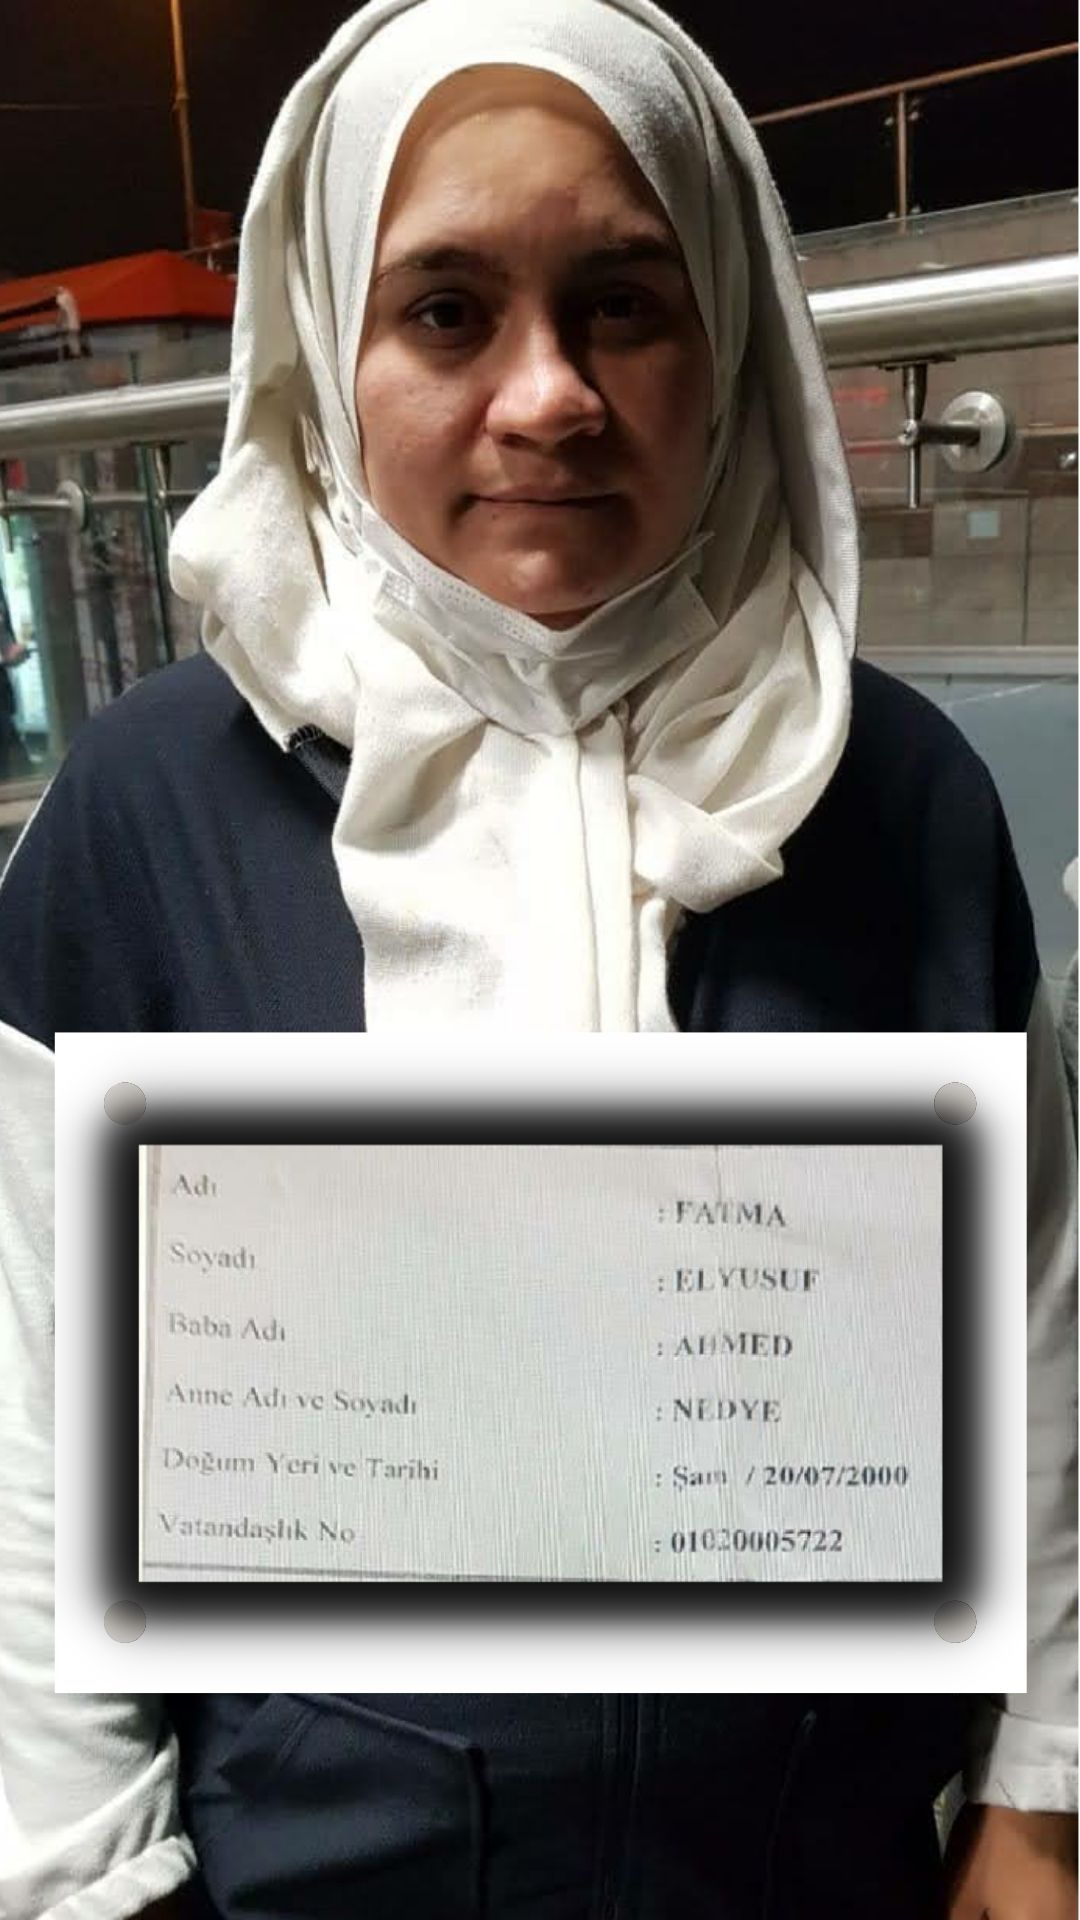 Adı : FATMA
Soyadı : ELYUSUF
Baba Adı : AHMED
Anne Adı ve Soyadı : NEDYE
Doğum Yeri ve Tarihi : Şam / 20/07/2000
Vatandaşlık No : 01020005722